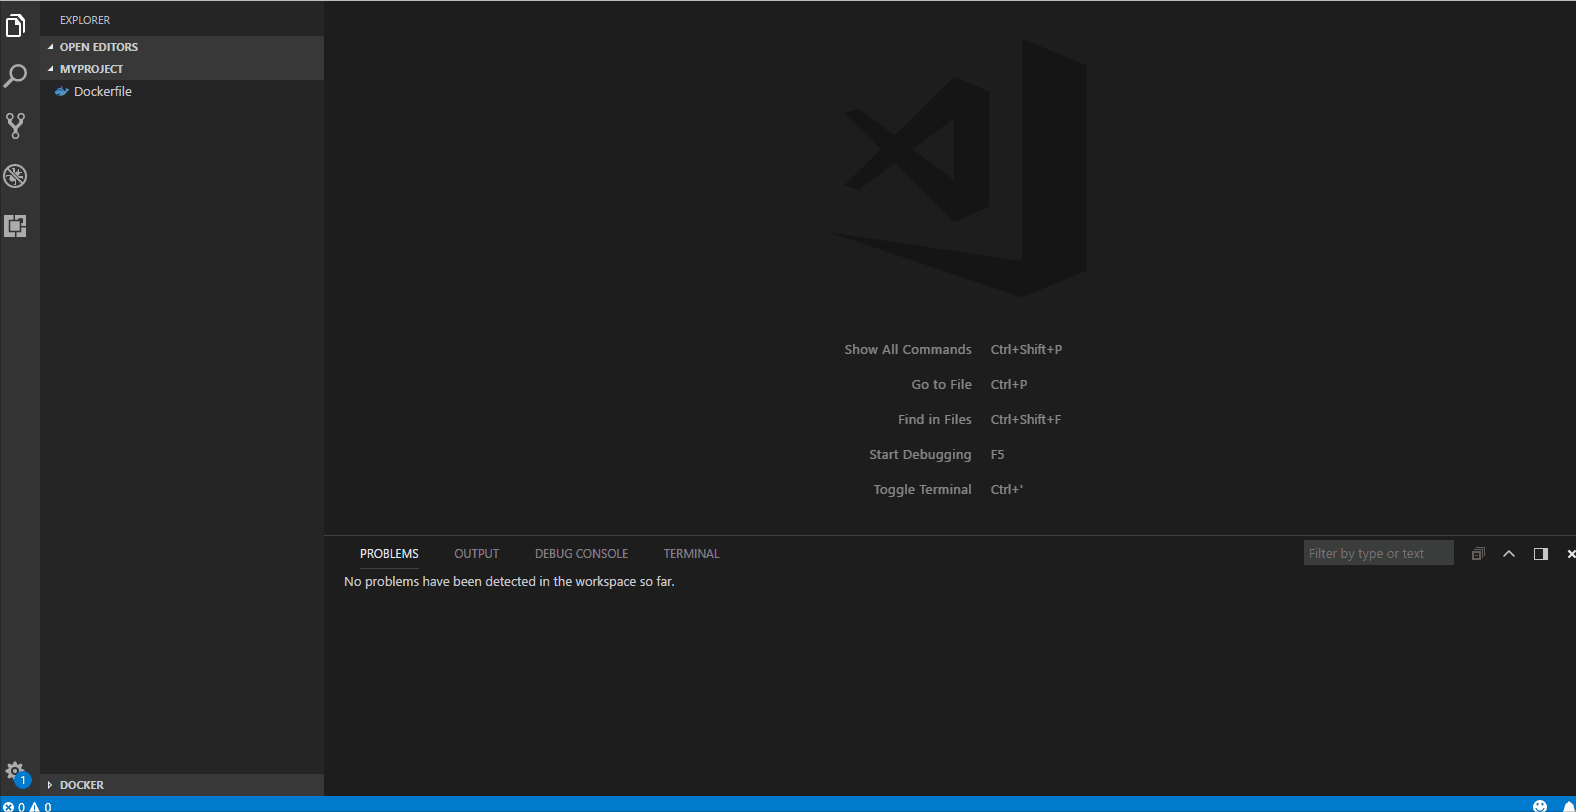 EXPLORER
OPEN EDITORS
MYPROJECT
Dockerfile
Show All Commands Ctrl+Shift+P
Go to File Ctrl+P
Find in Files Ctrl+Shift+F
Start Debugging F5
Toggle Terminal Ctrl+'
PROBLEMS OUTPUT DEBUG CONSOLE TERMINAL Filter by type or text
No problems have been detected in the workspace so far.
1
DOCKER
0 0